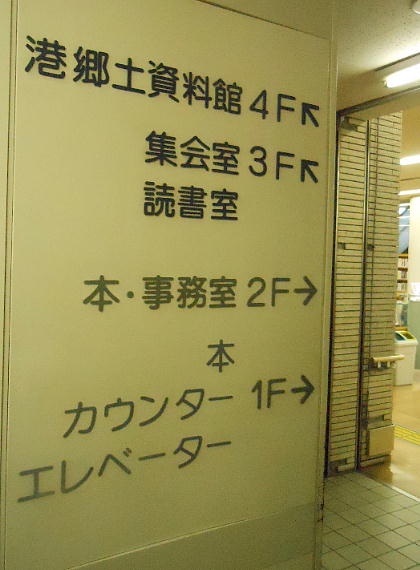 港郷土資料館 4F↖
集会室 3F↖
読書室
本・事務室 2F→
本
カウンター 1F→
エレベーター